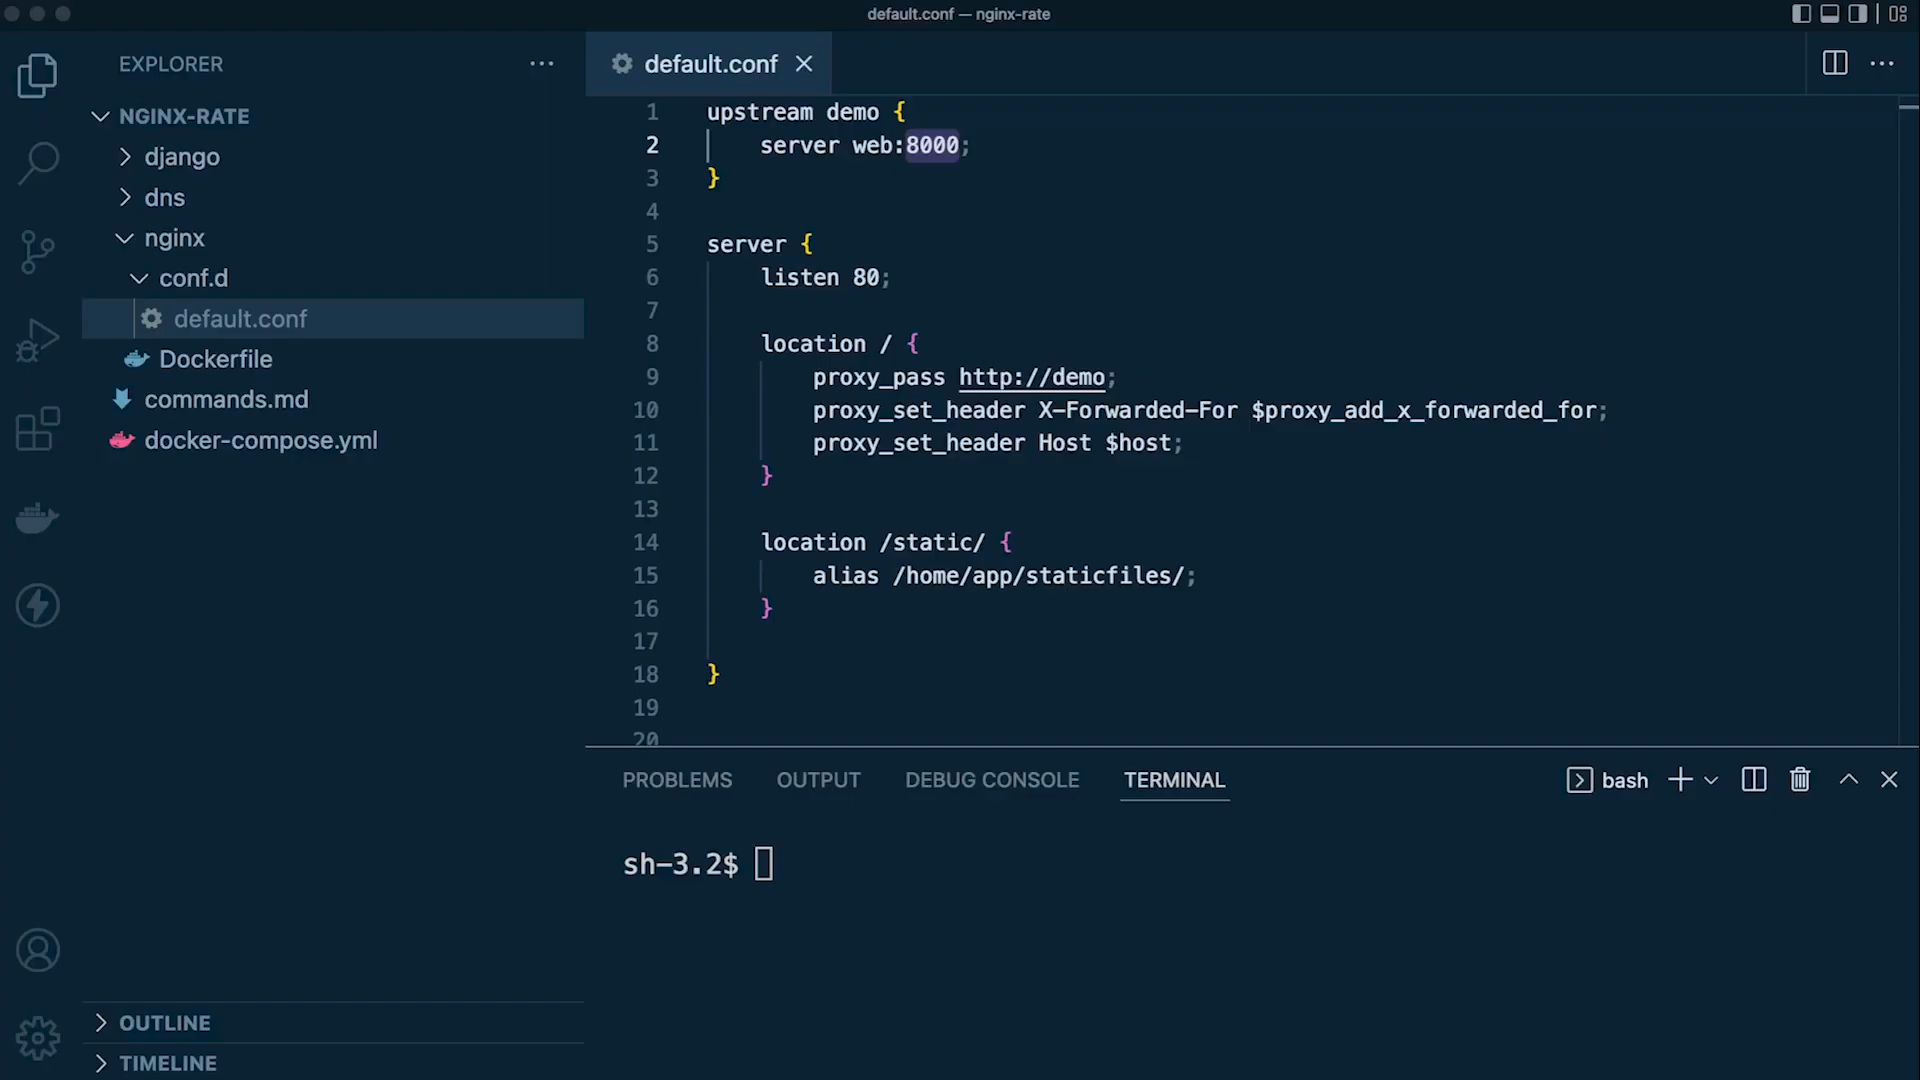 default.conf — nginx-rate
EXPLORER
NGINX-RATE
django
dns
nginx
conf.d
default.conf
Dockerfile
commands.md
docker-compose.yml
OUTLINE
TIMELINE
default.conf
1 upstream demo {
2 server web:8000;
3 }
4
5 server {
6 listen 80;
7
8 location / {
9 proxy_pass http://demo;
10 proxy_set_header X-Forwarded-For $proxy_add_x_forwarded_for;
11 proxy_set_header Host $host;
12 }
13
14 location /static/ {
15 alias /home/app/staticfiles/;
16 }
17
18 }
19
20
PROBLEMS OUTPUT DEBUG CONSOLE TERMINAL bash
sh-3.2$